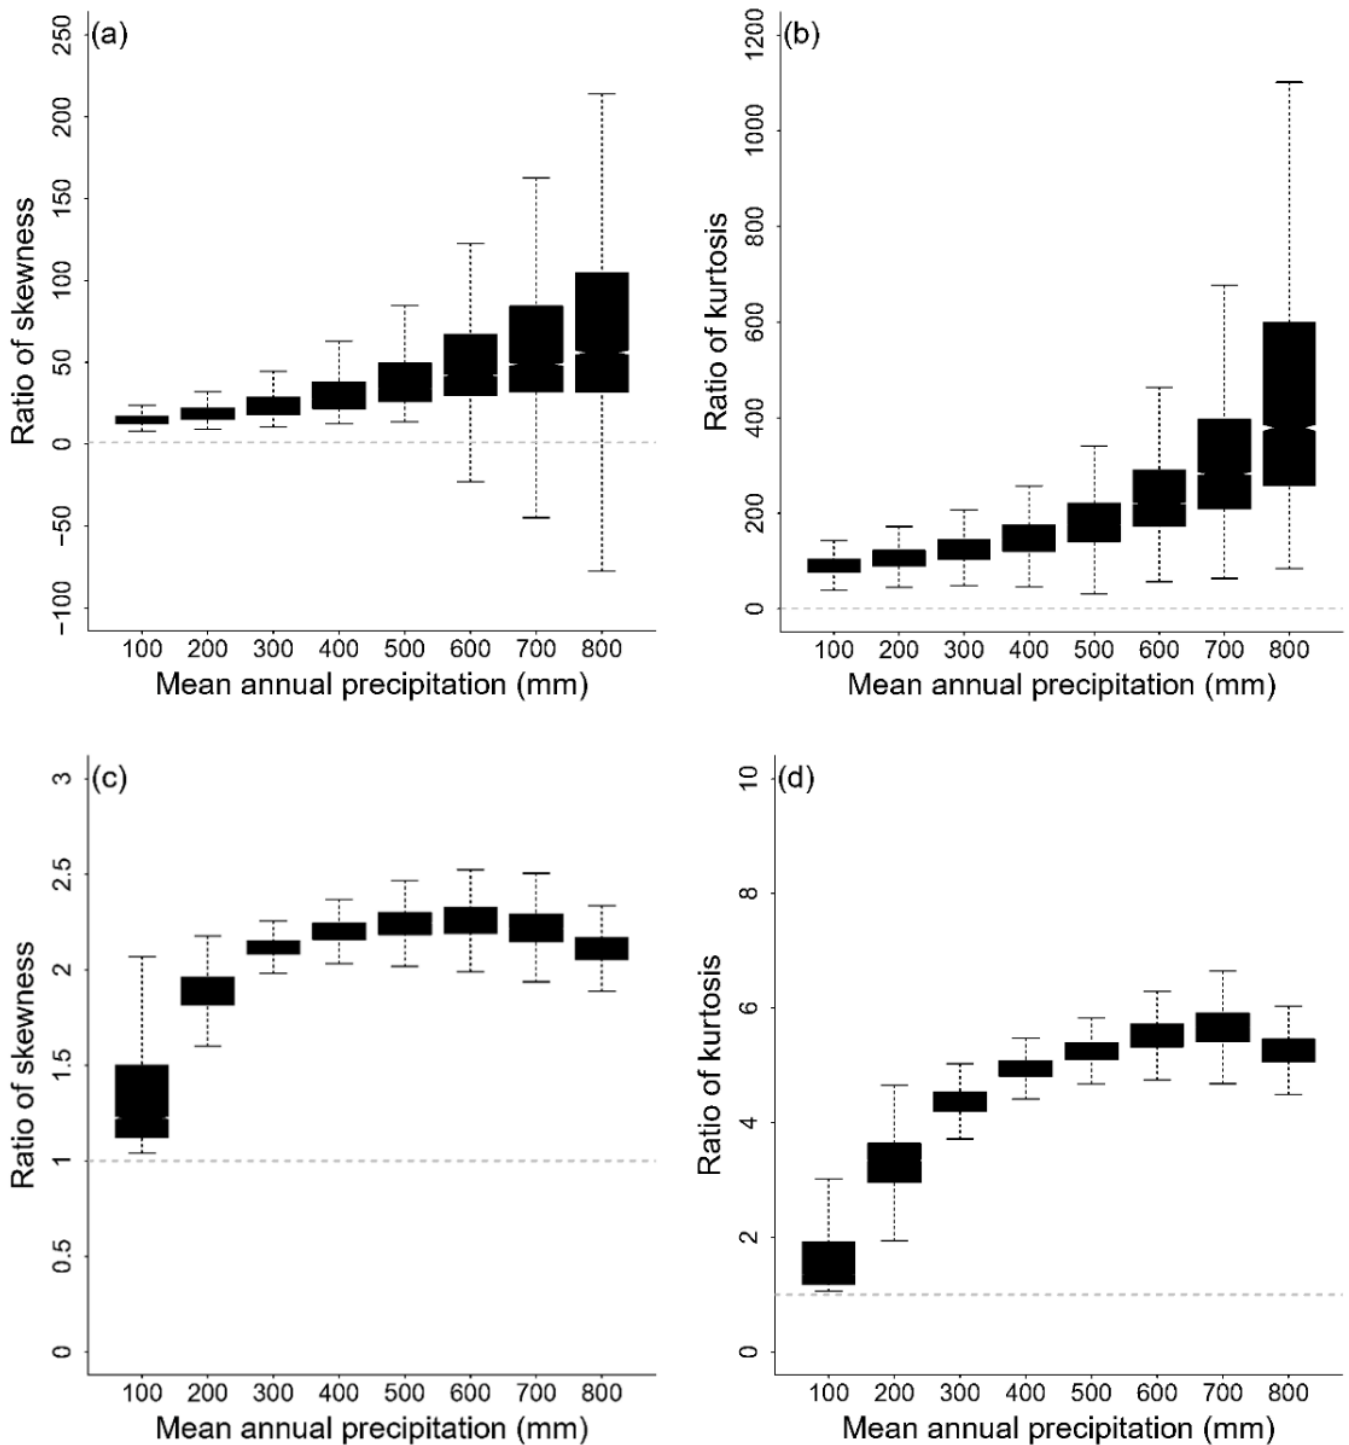 (a)
Ratio of skewness
250
200
150
100
50
0
−50
−100
100 200 300 400 500 600 700 800
Mean annual precipitation (mm)
(b)
Ratio of kurtosis
1200
1000
800
600
400
200
0
100 200 300 400 500 600 700 800
Mean annual precipitation (mm)
(c)
Ratio of skewness
3
2.5
2
1.5
1
0.5
0
100 200 300 400 500 600 700 800
Mean annual precipitation (mm)
(d)
Ratio of kurtosis
10
8
6
4
2
0
100 200 300 400 500 600 700 800
Mean annual precipitation (mm)